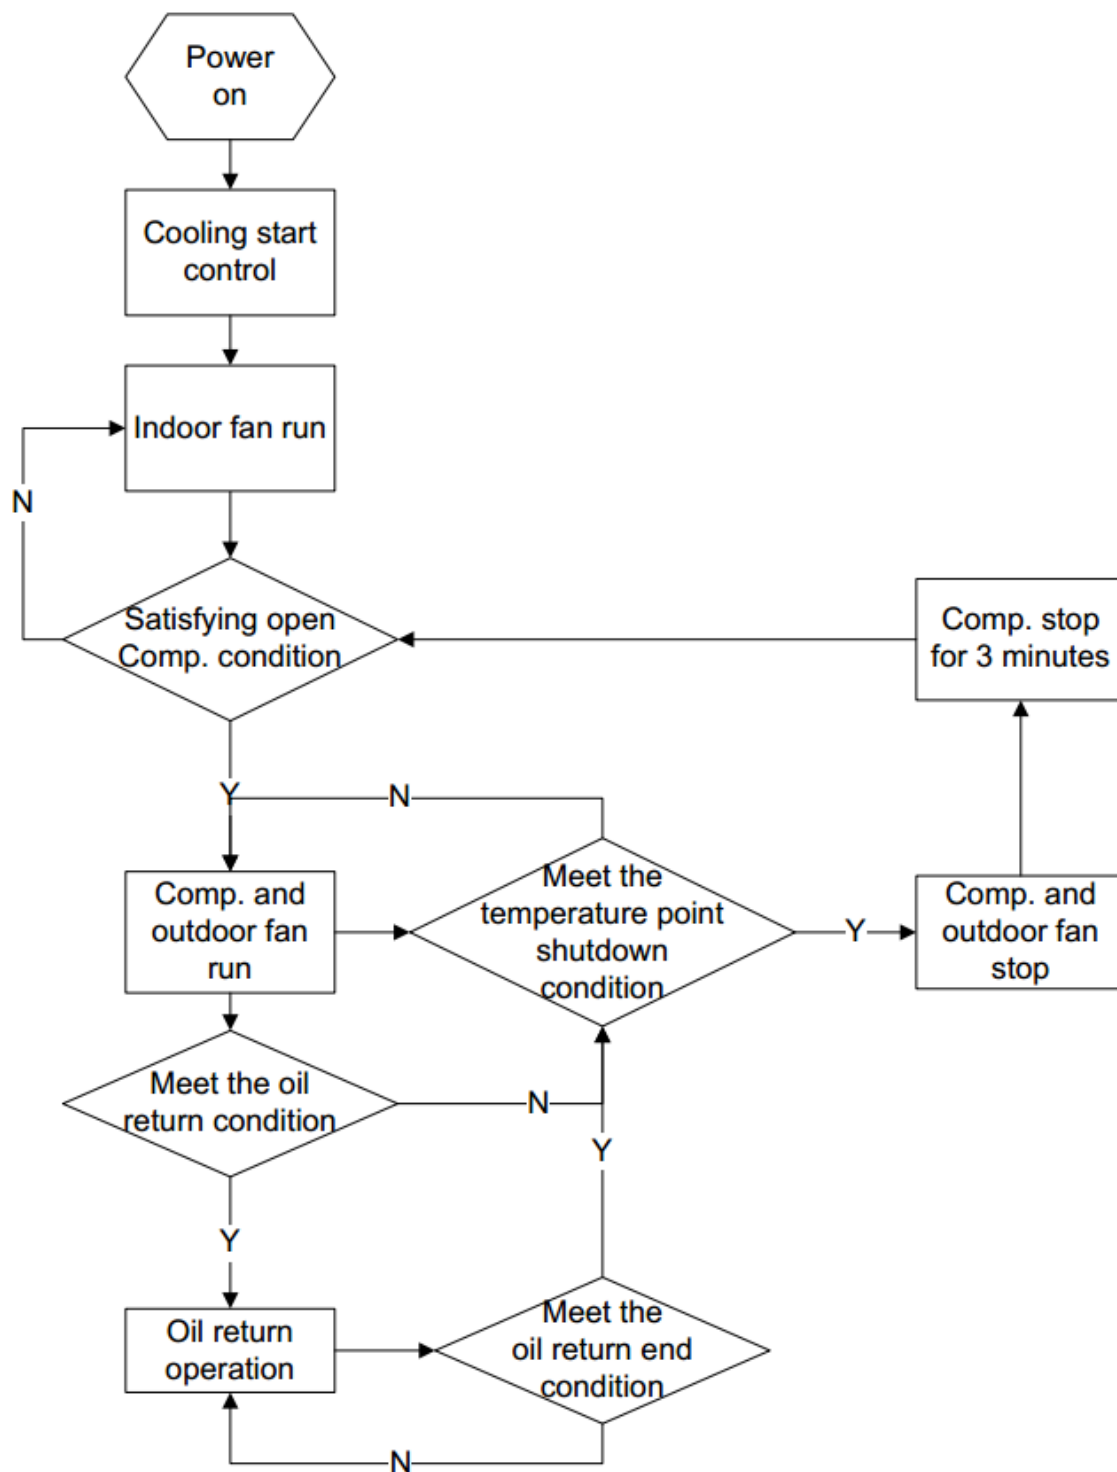 Power
on
Cooling start
control
Indoor fan run
N
Satisfying open
Comp. condition
Comp. stop
for 3 minutes
Y
N
Comp. and
outdoor fan
run
Meet the
temperature point
shutdown
condition
Y
Comp. and
outdoor fan
stop
Meet the oil
return condition
N
Y
Y
Oil return
operation
Meet the
oil return end
condition
N